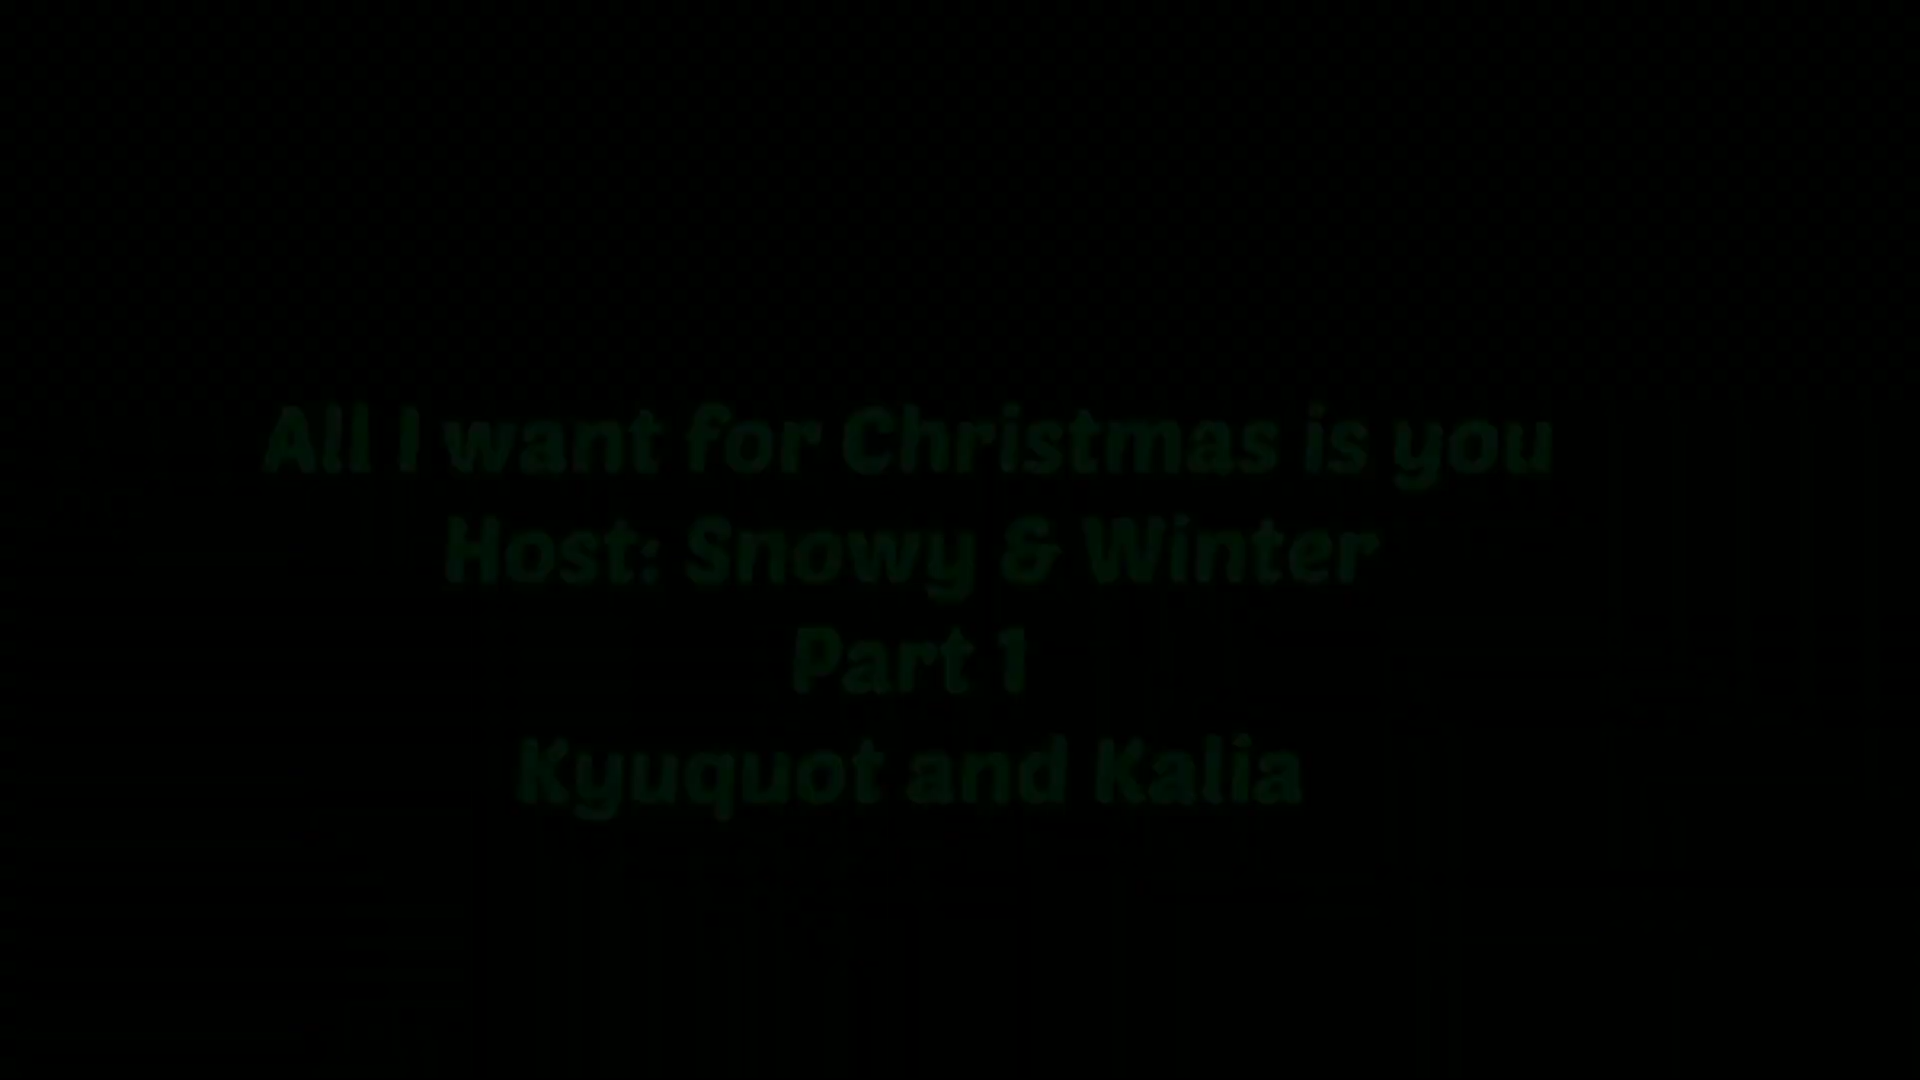 All I want for Christmas is you
Host: Snowy & Winter
Part 1
Kyuquot and Kalia